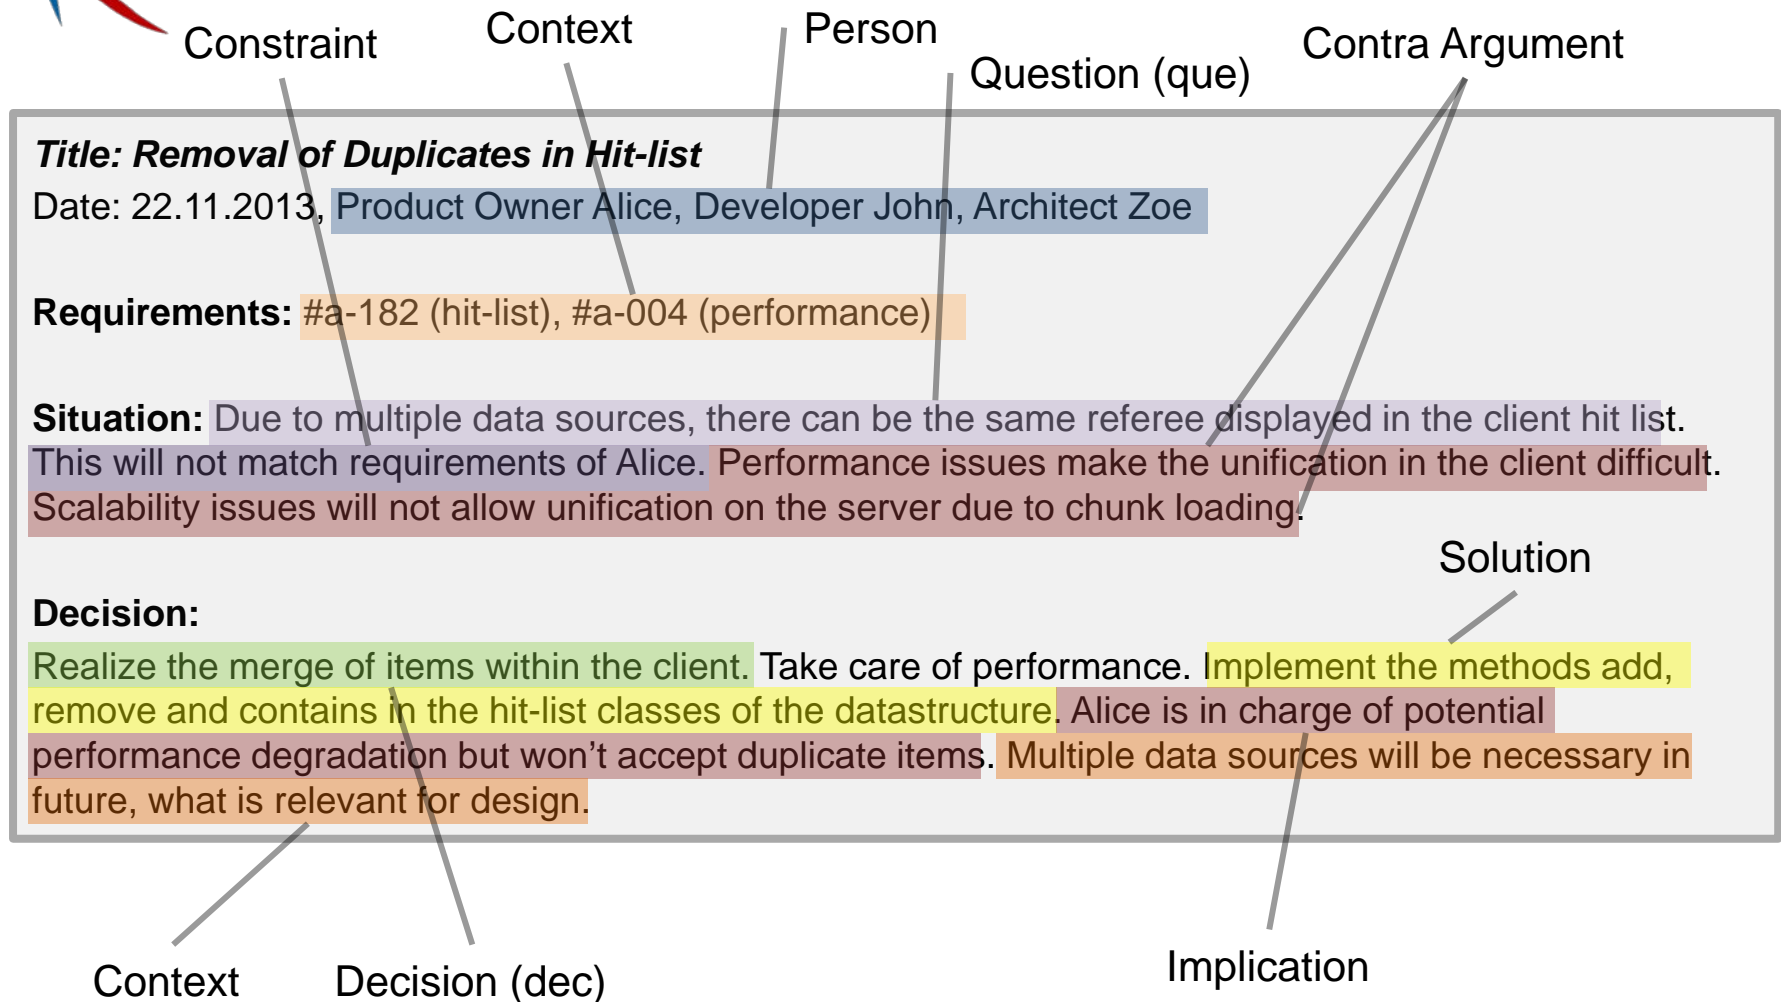 Constraint
Context
Person
Question (que)
Contra Argument
Title: Removal of Duplicates in Hit-list
Date: 22.11.2013, Product Owner Alice, Developer John, Architect Zoe
Requirements: #a-182 (hit-list), #a-004 (performance)
Situation: Due to multiple data sources, there can be the same referee displayed in the client hit list.
This will not match requirements of Alice. Performance issues make the unification in the client difficult.
Scalability issues will not allow unification on the server due to chunk loading.
Solution
Decision:
Realize the merge of items within the client. Take care of performance. Implement the methods add,
remove and contains in the hit-list classes of the datastructure. Alice is in charge of potential
performance degradation but won’t accept duplicate items. Multiple data sources will be necessary in
future, what is relevant for design.
Context
Decision (dec)
Implication